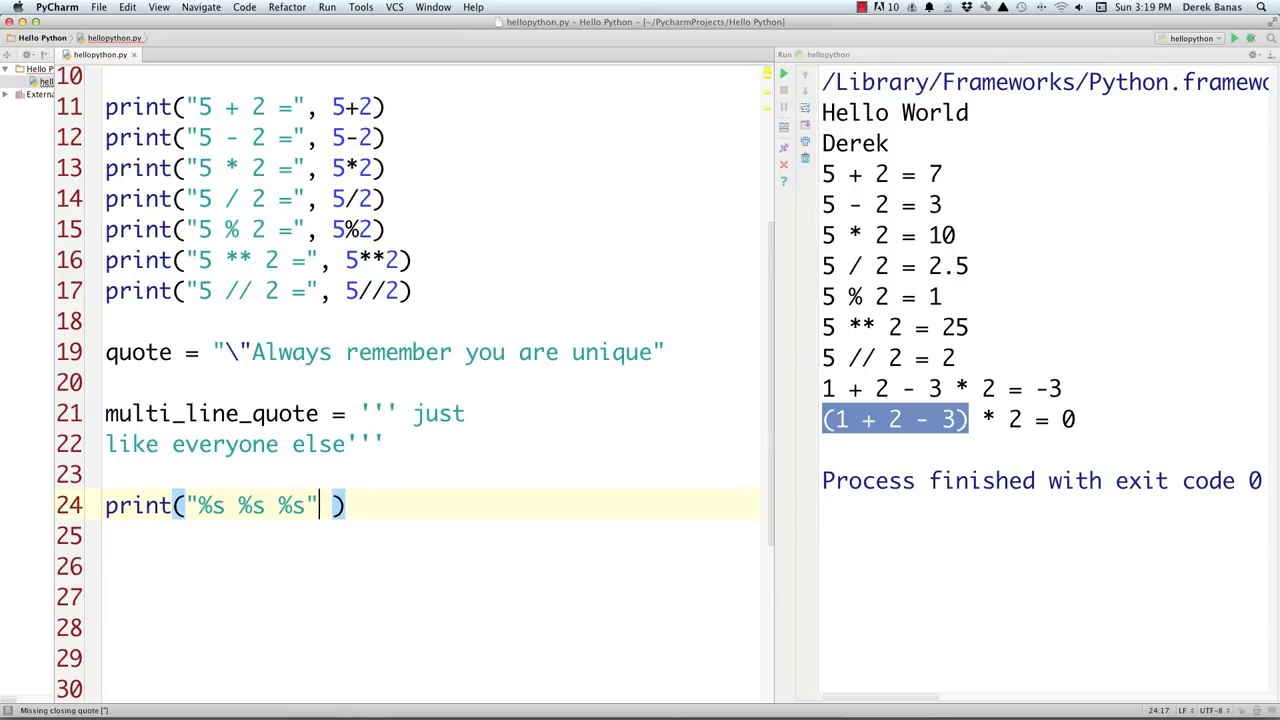 PyCharm File Edit View Navigate Code Refactor Run Tools VCS Window Help 10 Sun 3:19 PM Derek Banas
hellopython.py - Hello Python - [~/PycharmProjects/Hello Python]
Hello Python hellopython.py hellopython
hellopython.py × Run hellopython
Hello P
hell
Externa
10
11 print("5 + 2 =", 5+2)
12 print("5 - 2 =", 5-2)
13 print("5 * 2 =", 5*2)
14 print("5 / 2 =", 5/2)
15 print("5 % 2 =", 5%2)
16 print("5 ** 2 =", 5**2)
17 print("5 // 2 =", 5//2)
18
19 quote = "\"Always remember you are unique"
20
21 multi_line_quote = ''' just
22 like everyone else'''
23
24 print("%s %s %s" )
25
26
27
28
29
30
/Library/Frameworks/Python.framewo
Hello World
Derek
5 + 2 = 7
5 - 2 = 3
5 * 2 = 10
5 / 2 = 2.5
5 % 2 = 1
5 ** 2 = 25
5 // 2 = 2
1 + 2 - 3 * 2 = -3
(1 + 2 - 3) * 2 = 0
Process finished with exit code 0
Missing closing quote ["] 24:17 LF UTF-8